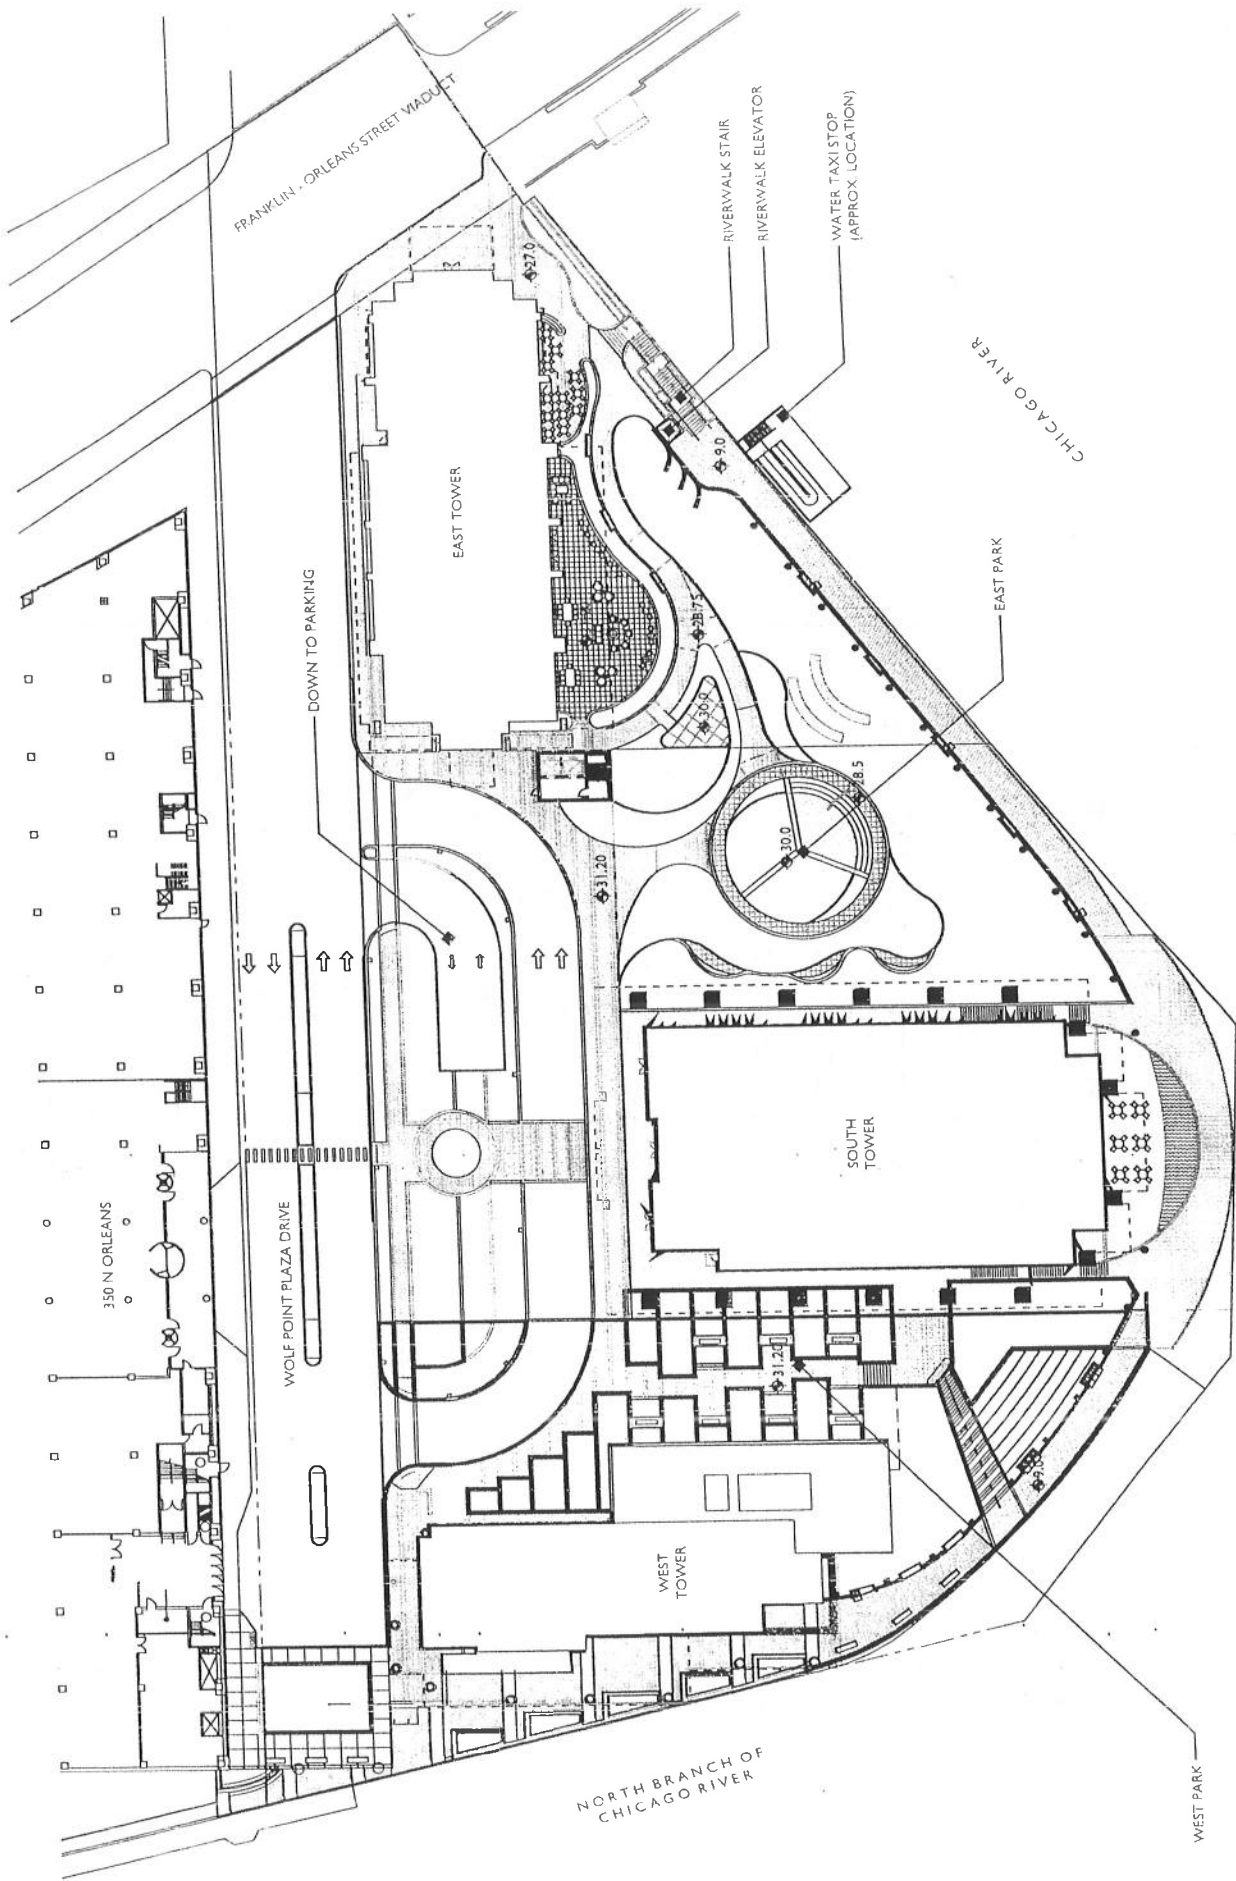 FRANKLIN - ORLEANS STREET VIADUCT
RIVERWALK STAIR
RIVERWALK ELEVATOR
WATER TAXI STOP
(APPROX. LOCATION)
CHICAGO RIVER
27.0
9.0
EAST TOWER
DOWN TO PARKING
EAST PARK
28.75
30.0
28.5
30.0
31.20
350 N ORLEANS
WOLF POINT PLAZA DRIVE
SOUTH
TOWER
31.20
9.0
WEST
TOWER
NORTH BRANCH OF
CHICAGO RIVER
WEST PARK